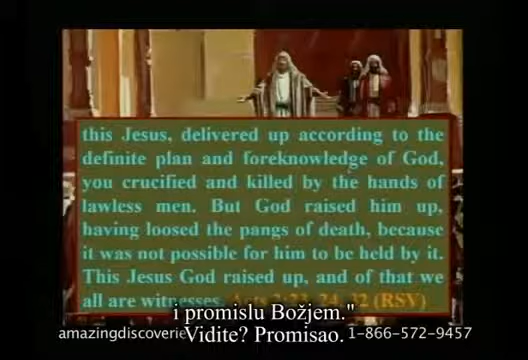 this Jesus, delivered up according to the
definite plan and foreknowledge of God,
you crucified and killed by the hands of
lawless men. But God raised him up,
having loosed the pangs of death, because
it was not possible for him to be held by it.
This Jesus God raised up, and of that we
all are witnesses. Acts (RSV)
i promislu Božjem."
Vidite? Promisao.
amazingdiscoverie 1-866-572-9457